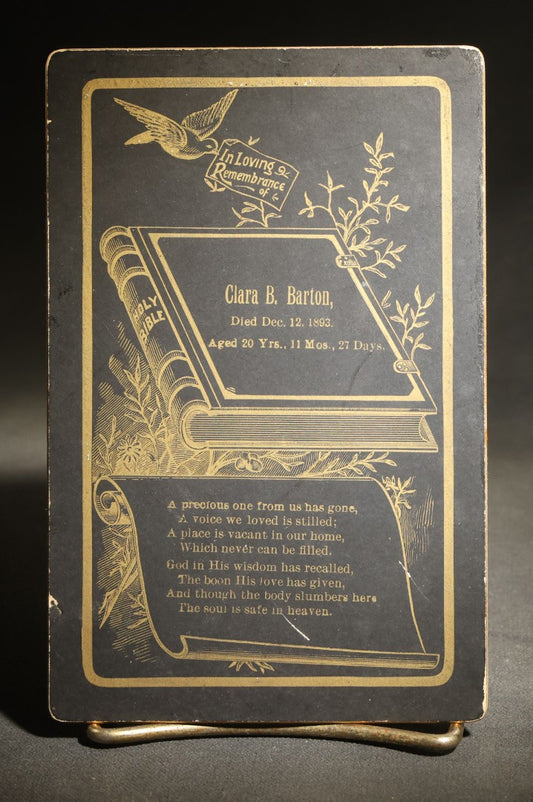 In Loving
Remembrance
of
HOLY
BIBLE
Clara B. Barton,
Died Dec. 12, 1893.
Aged 20 Yrs., 11 Mos., 27 Days.
A precious one from us has gone,
A voice we loved is stilled;
A place is vacant in our home,
Which never can be filled.
God in His wisdom has recalled,
The boon His love has given,
And though the body slumbers here
The soul is safe in heaven.